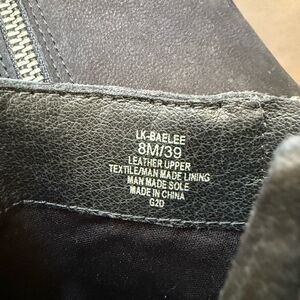 LK-BAELEE
8M/39
LEATHER UPPER
TEXTILE/MAN MADE LINING
MAN MADE SOLE
MADE IN CHINA
G2D